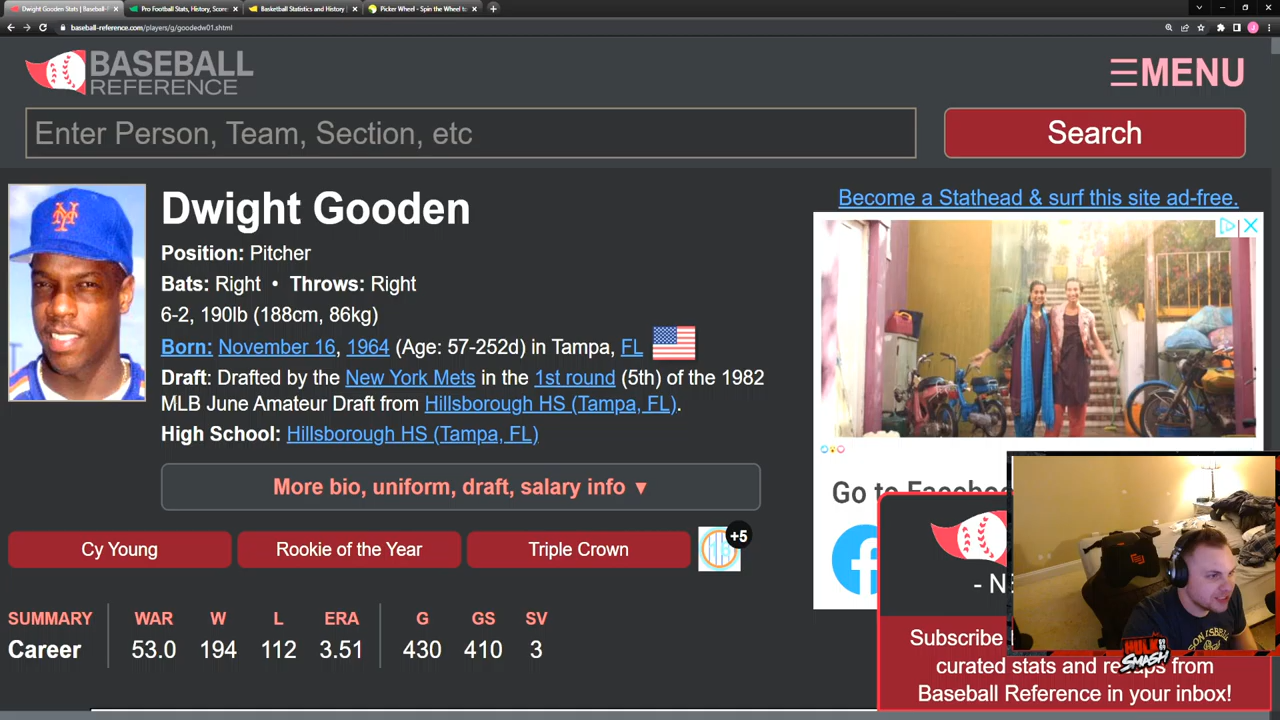 Dwight Gooden Stats | Baseball-
Pro Football Stats, History, Score
Basketball Statistics and History |
Picker Wheel - Spin the Wheel to
baseball-reference.com/players/g/goodedw01.shtml
BASEBALL
REFERENCE
MENU
Enter Person, Team, Section, etc
Search
Dwight Gooden
Position: Pitcher
Bats: Right • Throws: Right
6-2, 190lb (188cm, 86kg)
Born: November 16, 1964 (Age: 57-252d) in Tampa, FL
Draft: Drafted by the New York Mets in the 1st round (5th) of the 1982
MLB June Amateur Draft from Hillsborough HS (Tampa, FL).
High School: Hillsborough HS (Tampa, FL)
More bio, uniform, draft, salary info ▼
Cy Young
Rookie of the Year
Triple Crown
+5
SUMMARY WAR W L ERA G GS SV
Career 53.0 194 112 3.51 430 410 3
Become a Stathead & surf this site ad-free.
Go to
- N
Subscribe
curated stats and recaps from
Baseball Reference in your inbox!
HULK
SMASH